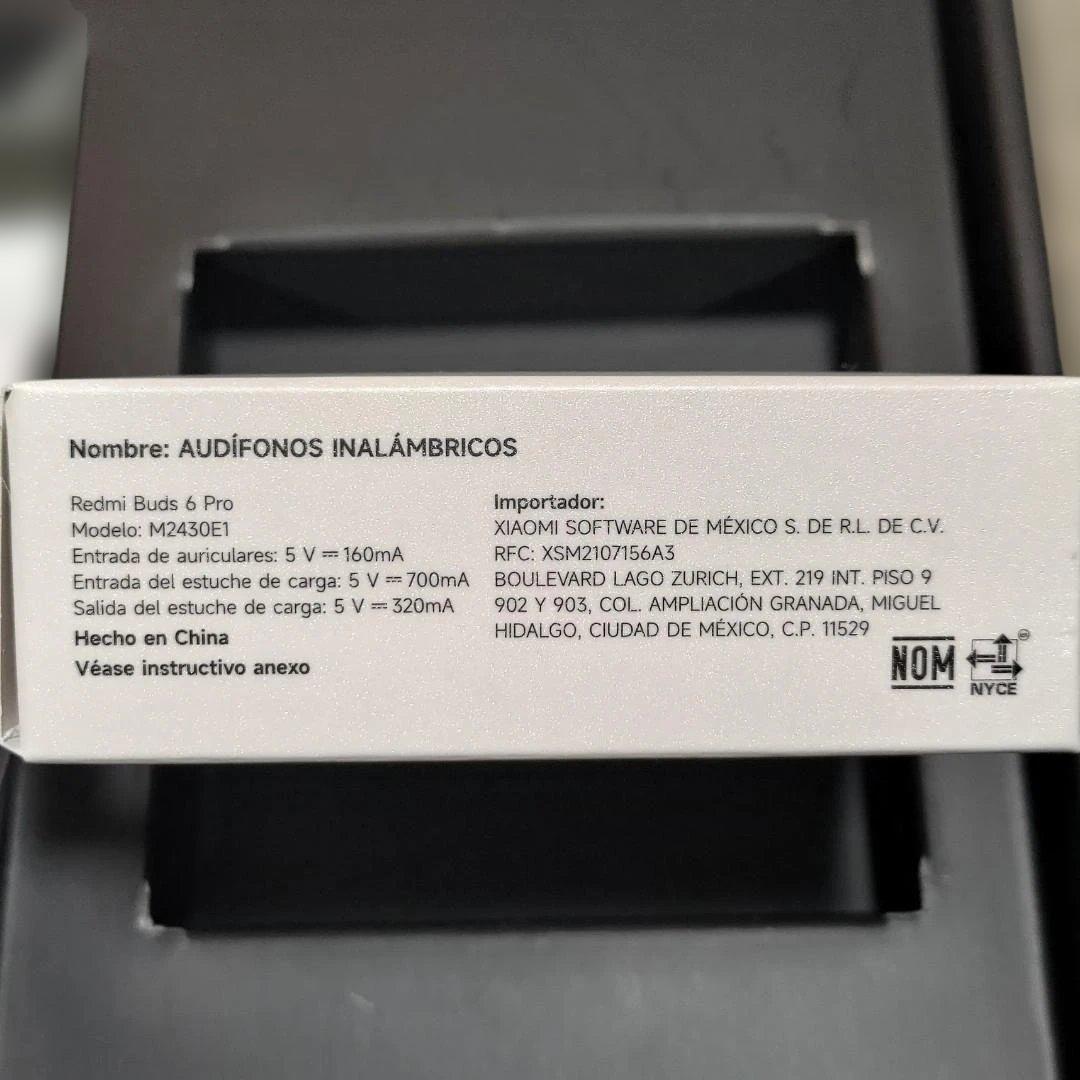 Nombre: AUDÍFONOS INALÁMBRICOS
Redmi Buds 6 Pro
Modelo: M2430E1
Entrada de auriculares: 5 V ⎓ 160mA
Entrada del estuche de carga: 5 V ⎓ 700mA
Salida del estuche de carga: 5 V ⎓ 320mA
Hecho en China
Véase instructivo anexo
Importador:
XIAOMI SOFTWARE DE MÉXICO S. DE R.L. DE C.V.
RFC: XSM2107156A3
BOULEVARD LAGO ZURICH, EXT. 219 INT. PISO 9
902 Y 903, COL. AMPLIACIÓN GRANADA, MIGUEL
HIDALGO, CIUDAD DE MÉXICO, C.P. 11529
NOM
NYCE